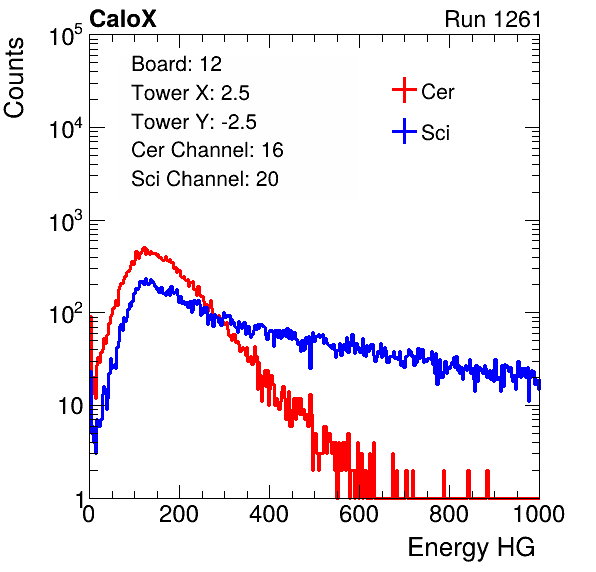 CaloX Run 1261
Counts
Board: 12
Tower X: 2.5
Tower Y: -2.5
Cer Channel: 16
Sci Channel: 20
Cer
Sci
10^5
10^4
10^3
10^2
10
1
0 200 400 600 800 1000
Energy HG